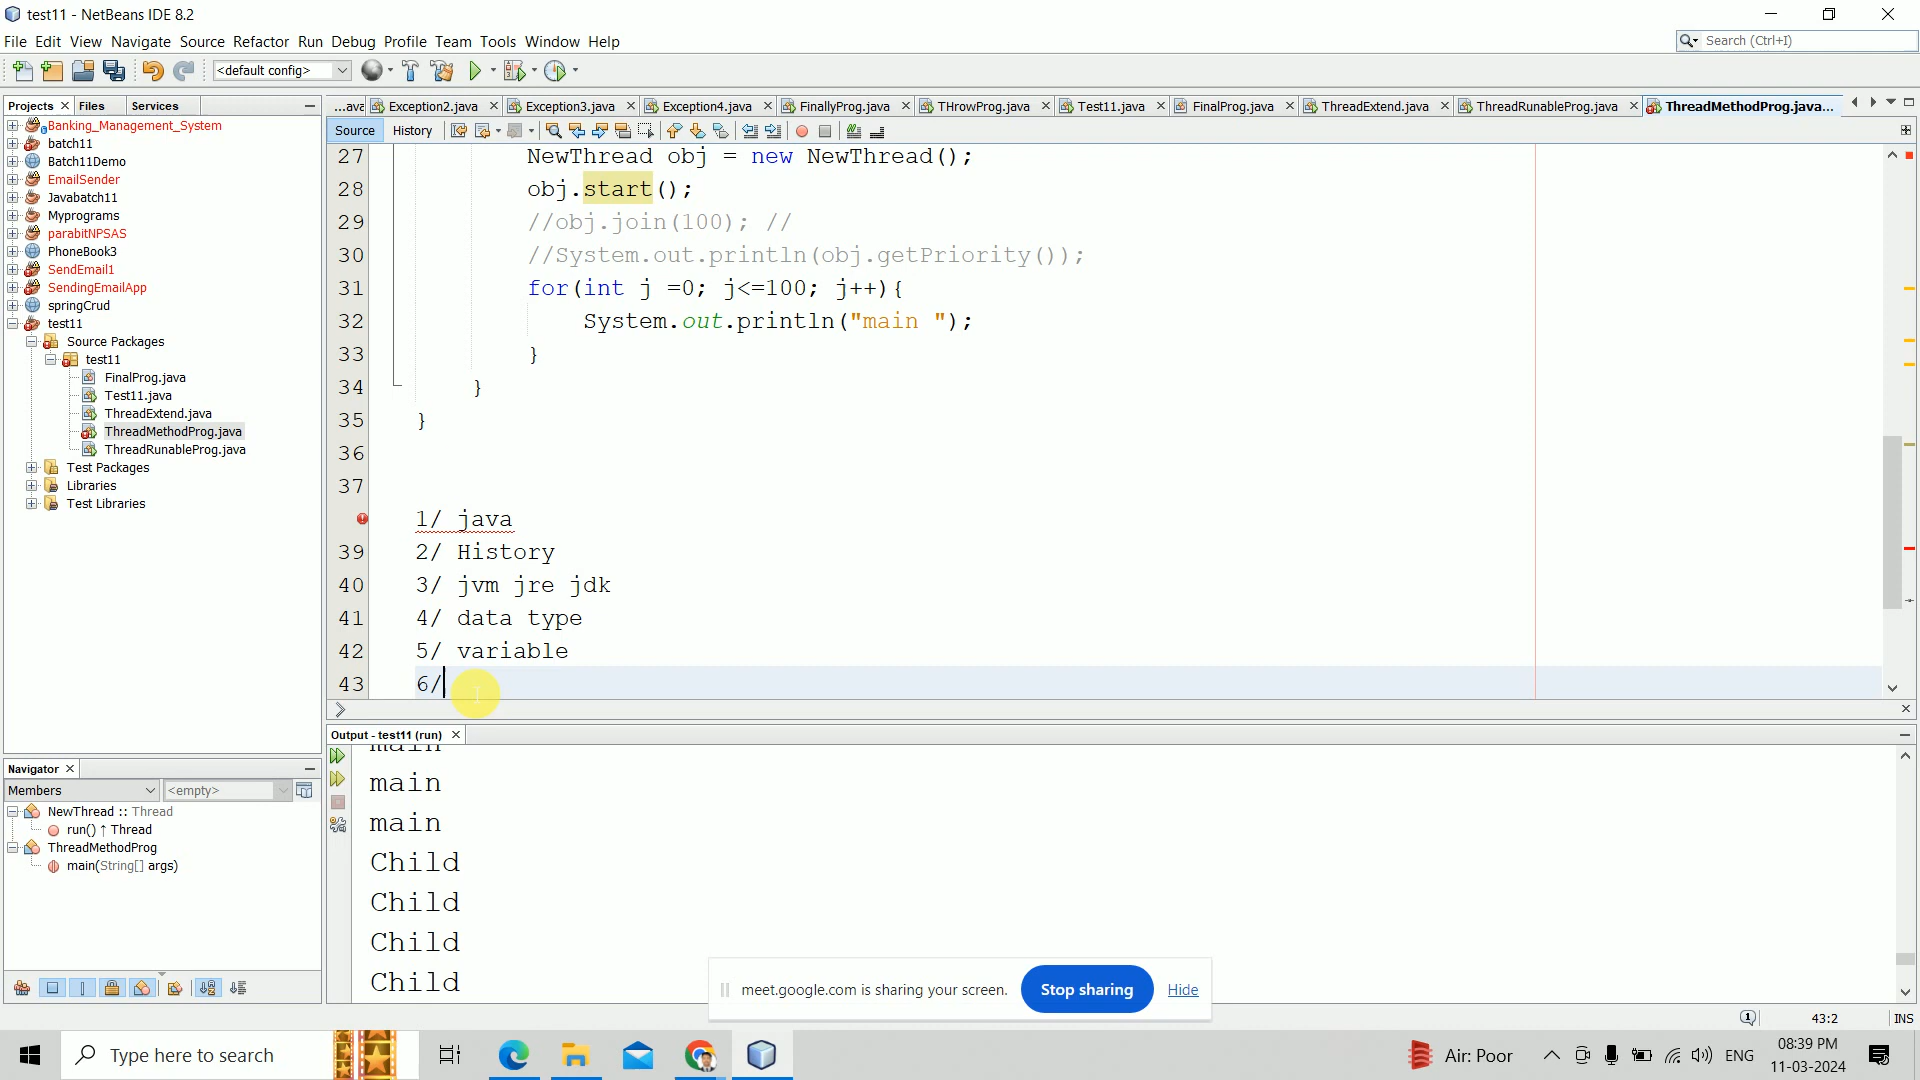 test11 - NetBeans IDE 8.2
File Edit View Navigate Source Refactor Run Debug Profile Team Tools Window Help
Search (Ctrl+I)
<default config>
Projects Files Services
...ava Exception2.java Exception3.java Exception4.java FinallyProg.java THrowProg.java Test11.java FinalProg.java ThreadExtend.java ThreadRunableProg.java ThreadMethodProg.java...
Source History
Banking_Management_System
batch11
Batch11Demo
EmailSender
Javabatch11
Myprograms
parabitNPSAS
PhoneBook3
SendEmail1
SendingEmailApp
springCrud
test11
Source Packages
test11
FinalProg.java
Test11.java
ThreadExtend.java
ThreadMethodProg.java
ThreadRunableProg.java
Test Packages
Libraries
Test Libraries
27 NewThread obj = new NewThread();
28 obj.start();
29 //obj.join(100); //
30 //System.out.println(obj.getPriority());
31 for(int j =0; j<=100; j++){
32 System.out.println("main ");
33 }
34 }
35 }
36
37
1/ java
39 2/ History
40 3/ jvm jre jdk
41 4/ data type
42 5/ variable
43 6/
Navigator
Members <empty>
NewThread :: Thread
run() ↑ Thread
ThreadMethodProg
main(String[] args)
Output - test11 (run)
main
main
main
Child
Child
Child
Child
meet.google.com is sharing your screen. Stop sharing Hide
43:2 INS
Type here to search
Air: Poor ENG
08:39 PM
11-03-2024